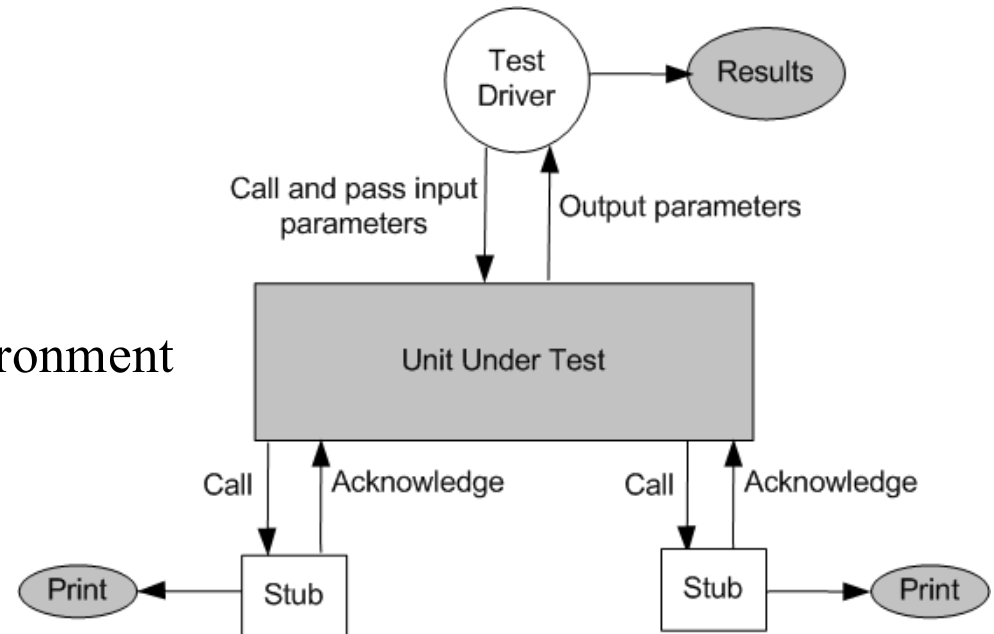 Test
Driver
Results
Call and pass input
parameters
Output parameters
ronment
Unit Under Test
Call
Acknowledge
Call
Acknowledge
Print
Stub
Stub
Print